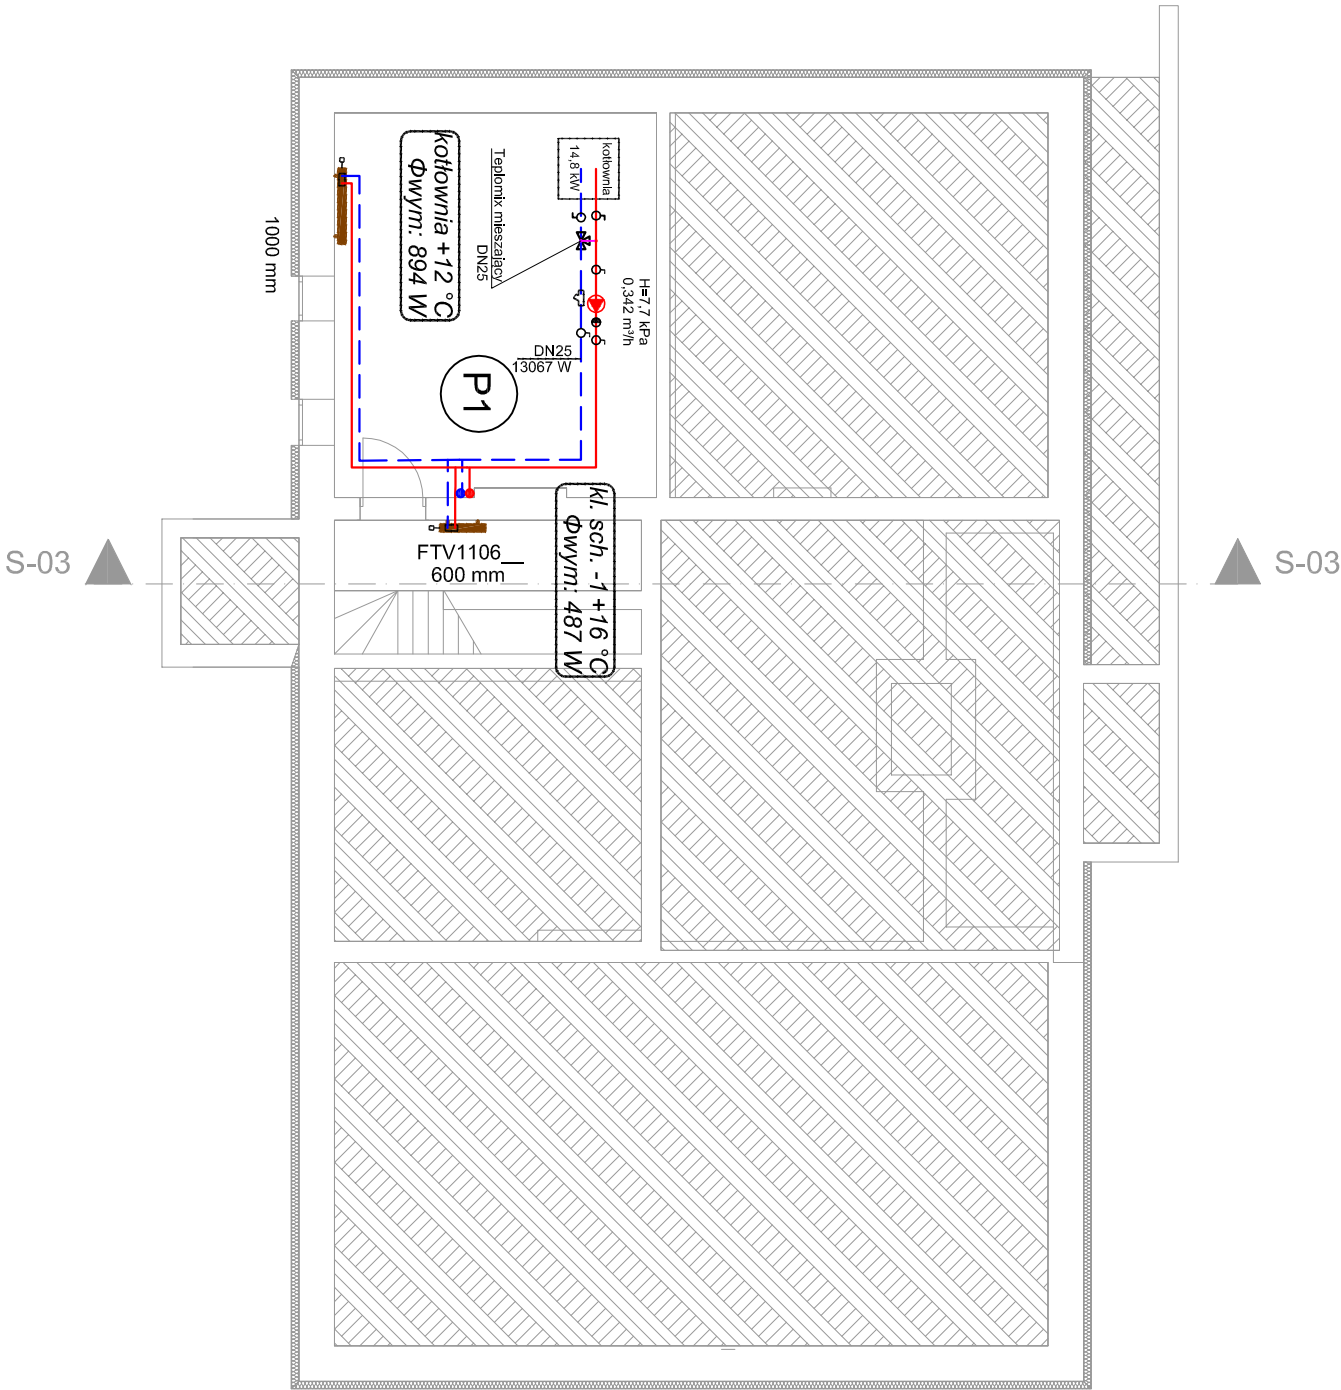 kotłownia +12 °C
Φwym: 894 W
Teplomix mieszający
DN25
kotłownia
14,8 kW
1000 mm
H=7,7 kPa
0,342 m³/h
DN25
13067 W
P1
kl. sch. -1 +16 °C
Φwym: 487 W
FTV1106
600 mm
S-03
S-03